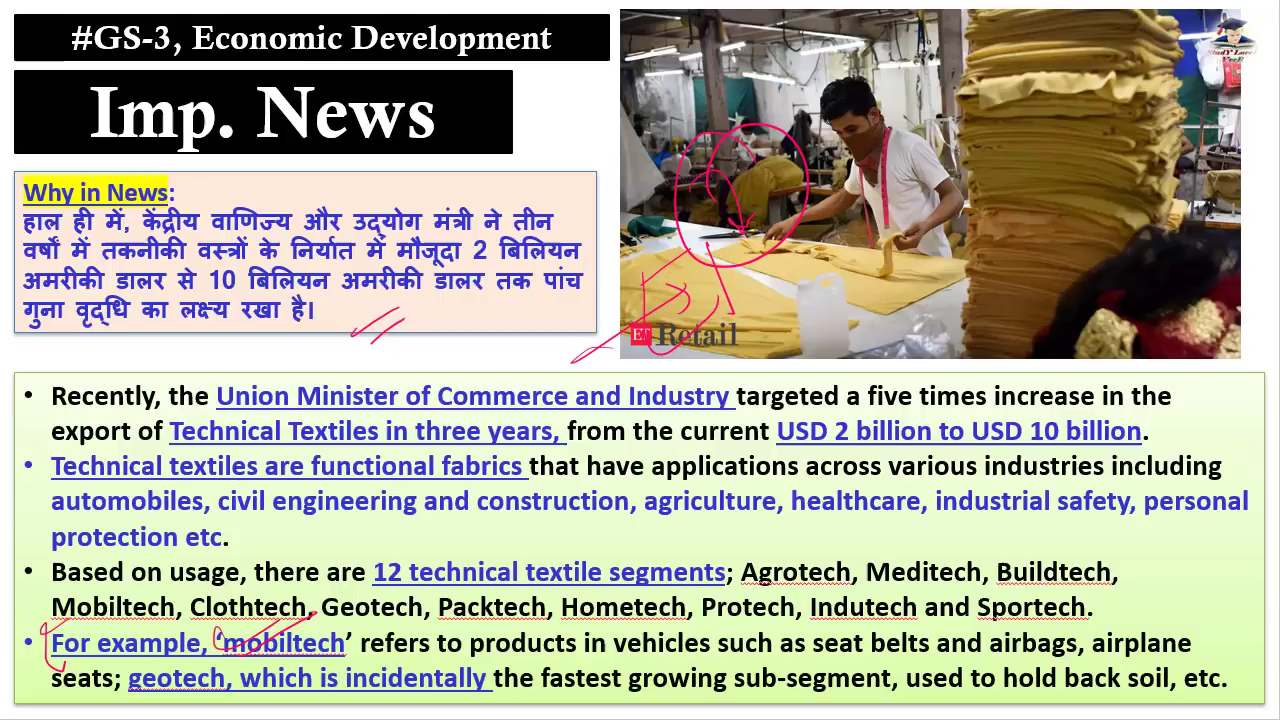 #GS-3, Economic Development
Imp. News
Why in News:
हाल ही में, केंद्रीय वाणिज्य और उद्योग मंत्री ने तीन
वर्षों में तकनीकी वस्त्रों के निर्यात में मौजूदा 2 बिलियन
अमरीकी डालर से 10 बिलियन अमरीकी डालर तक पांच
गुना वृद्धि का लक्ष्य रखा है।
ET Retail
• Recently, the Union Minister of Commerce and Industry targeted a five times increase in the
export of Technical Textiles in three years, from the current USD 2 billion to USD 10 billion.
• Technical textiles are functional fabrics that have applications across various industries including
automobiles, civil engineering and construction, agriculture, healthcare, industrial safety, personal
protection etc.
• Based on usage, there are 12 technical textile segments; Agrotech, Meditech, Buildtech,
Mobiltech, Clothtech, Geotech, Packtech, Hometech, Protech, Indutech and Sportech.
• For example, ‘mobiltech’ refers to products in vehicles such as seat belts and airbags, airplane
seats; geotech, which is incidentally the fastest growing sub-segment, used to hold back soil, etc.